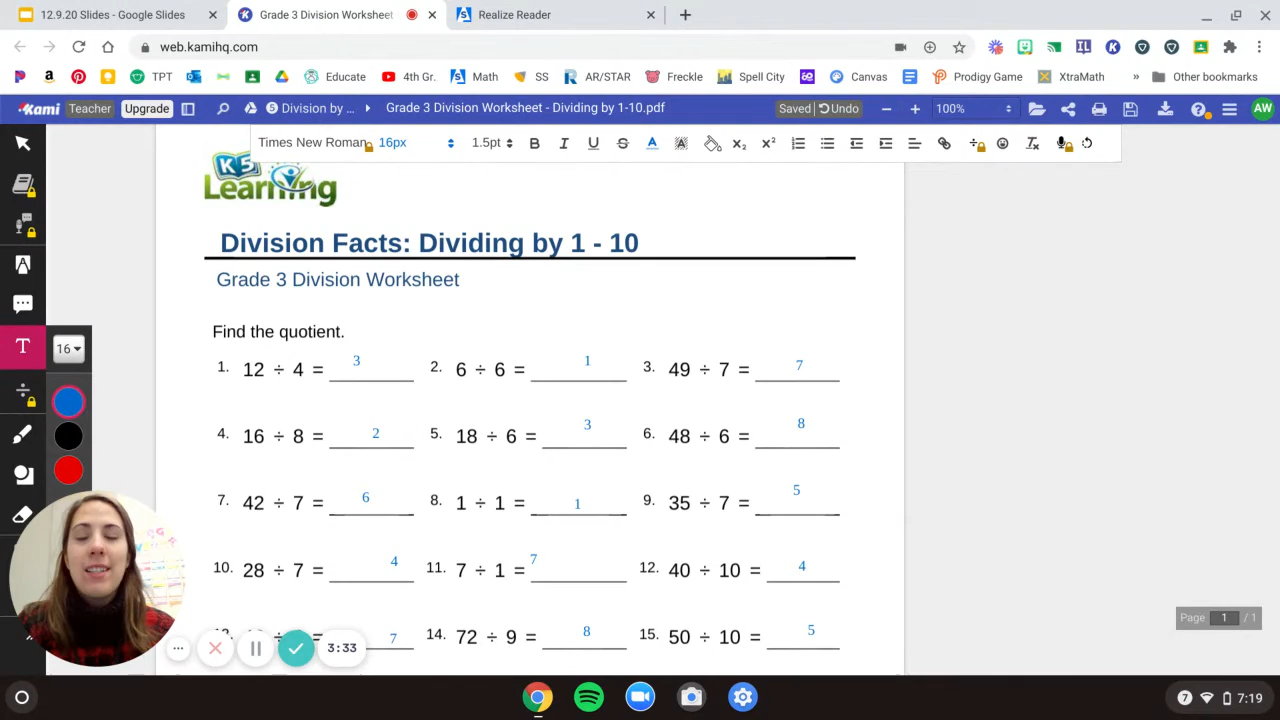 12.9.20 Slides - Google Slides
Grade 3 Division Worksheet
Realize Reader
web.kamihq.com
TPT
Educate
4th Gr.
Math
SS
AR/STAR
Freckle
Spell City
Canvas
Prodigy Game
XtraMath
»
Other bookmarks
Kami Teacher Upgrade
Division by ...
Grade 3 Division Worksheet - Dividing by 1-10.pdf
Saved Undo
100%
AW
Times New Roman 16px 1.5pt B I U S A
K5 Learning
Division Facts: Dividing by 1 - 10
Grade 3 Division Worksheet
16
Find the quotient.
1. 12 ÷ 4 = 3 2. 6 ÷ 6 = 1 3. 49 ÷ 7 = 7
4. 16 ÷ 8 = 2 5. 18 ÷ 6 = 3 6. 48 ÷ 6 = 8
7. 42 ÷ 7 = 6 8. 1 ÷ 1 = 1 9. 35 ÷ 7 = 5
10. 28 ÷ 7 = 4 11. 7 ÷ 1 = 7 12. 40 ÷ 10 = 4
7 14. 72 ÷ 9 = 8 15. 50 ÷ 10 = 5
Page 1 / 1
3:33
7 7:19